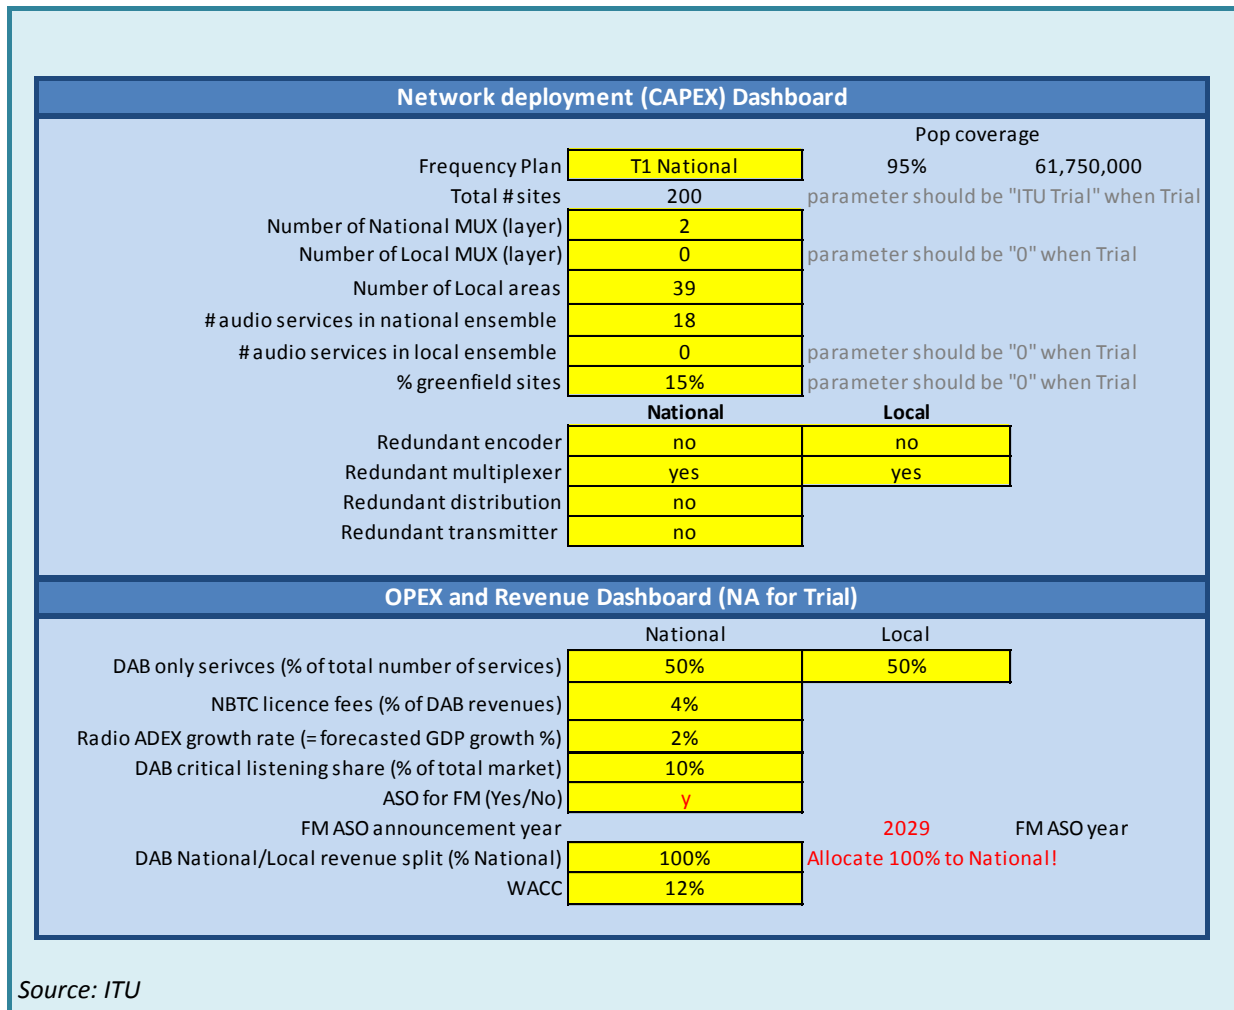 Network deployment (CAPEX) Dashboard
Pop coverage
Frequency Plan T1 National 95% 61,750,000
Total # sites 200 parameter should be "ITU Trial" when Trial
Number of National MUX (layer) 2
Number of Local MUX (layer) 0 parameter should be "0" when Trial
Number of Local areas 39
# audio services in national ensemble 18
# audio services in local ensemble 0 parameter should be "0" when Trial
% greenfield sites 15% parameter should be "0" when Trial
National Local
Redundant encoder no no
Redundant multiplexer yes yes
Redundant distribution no
Redundant transmitter no
OPEX and Revenue Dashboard (NA for Trial)
National Local
DAB only serivces (% of total number of services) 50% 50%
NBTC licence fees (% of DAB revenues) 4%
Radio ADEX growth rate (= forecasted GDP growth %) 2%
DAB critical listening share (% of total market) 10%
ASO for FM (Yes/No) y
FM ASO announcement year 2029 FM ASO year
DAB National/Local revenue split (% National) 100% Allocate 100% to National!
WACC 12%
Source: ITU